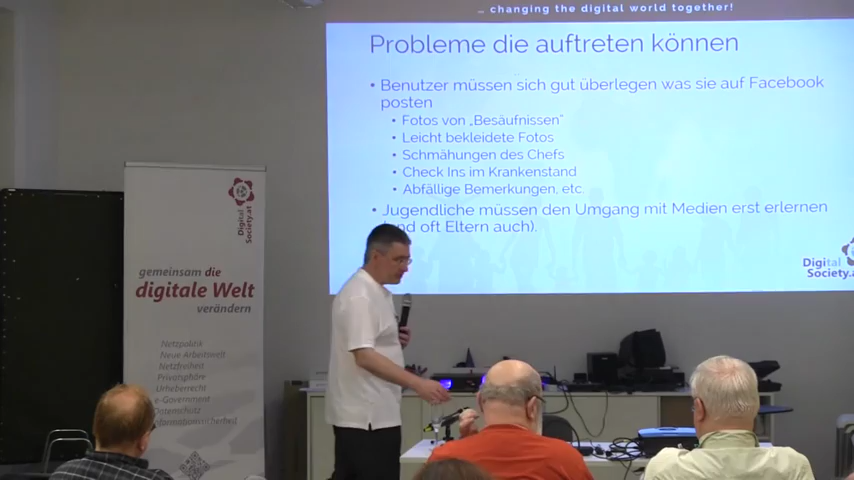 … changing the digital world together!
Probleme die auftreten können
• Benutzer müssen sich gut überlegen was sie auf Facebook
posten
• Fotos von „Besäufnissen“
• Leicht bekleidete Fotos
• Schmähungen des Chefs
• Check Ins im Krankenstand
• Abfällige Bemerkungen, etc.
• Jugendliche müssen den Umgang mit Medien erst erlernen
(und oft Eltern auch).
Digital
Society.at
Digital
Society.at
gemeinsam die
digitale Welt
verändern
Netzpolitik
Neue Arbeitswelt
Netzfreiheit
Privatsphäre
Urheberrecht
e-Government
Datenschutz
Informationssicherheit